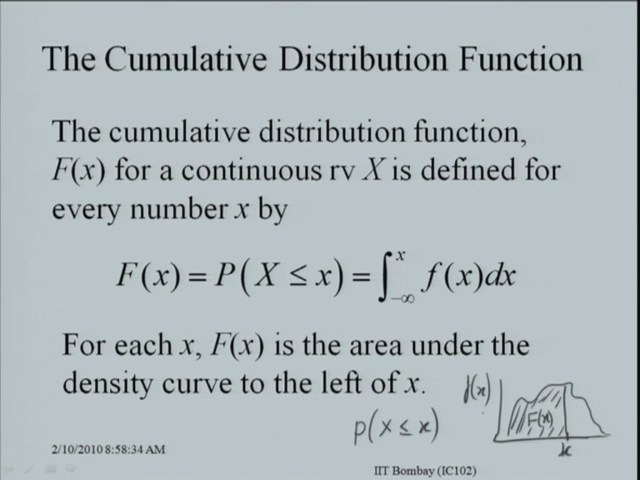 The Cumulative Distribution Function
The cumulative distribution function,
F(x) for a continuous rv X is defined for
every number x by
F(x) = P(X ≤ x) = ∫_{-∞}^{x} f(x)dx
For each x, F(x) is the area under the
density curve to the left of x.
f(x)
F(x)
P(X ≤ x)
x
2/10/2010 8:58:34 AM
IIT Bombay (IC102)